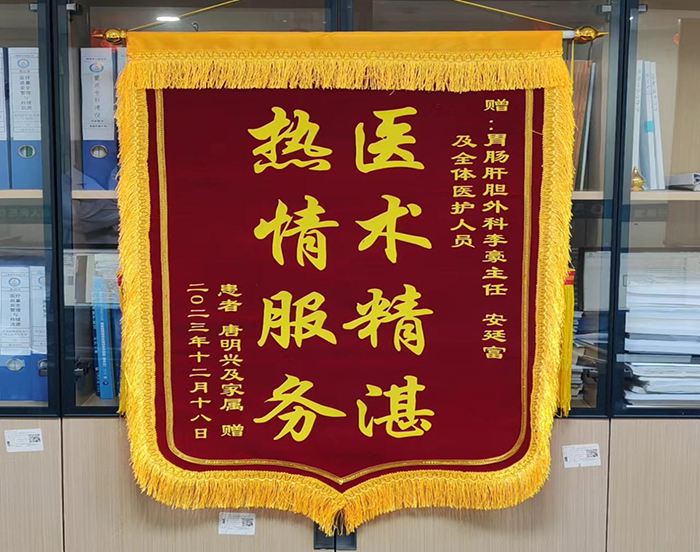 赠：胃肠肝胆外科李豪主任 安廷富
及全体医护人员
医术精湛
热情服务
患者 唐明兴及家属 赠
二〇二三年十二月十八日